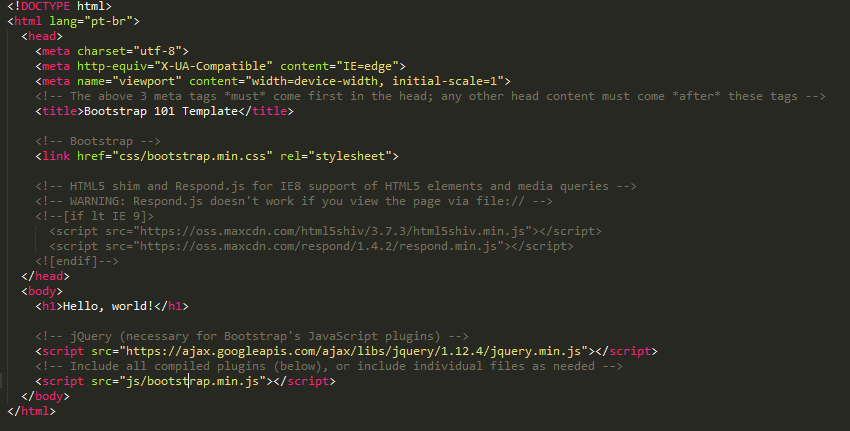 <!DOCTYPE html>
<html lang="pt-br">
<head>
<meta charset="utf-8">
<meta http-equiv="X-UA-Compatible" content="IE=edge">
<meta name="viewport" content="width=device-width, initial-scale=1">
<!-- The above 3 meta tags *must* come first in the head; any other head content must come *after* these tags -->
<title>Bootstrap 101 Template</title>
<!-- Bootstrap -->
<link href="css/bootstrap.min.css" rel="stylesheet">
<!-- HTML5 shim and Respond.js for IE8 support of HTML5 elements and media queries -->
<!-- WARNING: Respond.js doesn't work if you view the page via file:// -->
<!--[if lt IE 9]>
<script src="https://oss.maxcdn.com/html5shiv/3.7.3/html5shiv.min.js"></script>
<script src="https://oss.maxcdn.com/respond/1.4.2/respond.min.js"></script>
<![endif]-->
</head>
<body>
<h1>Hello, world!</h1>
<!-- jQuery (necessary for Bootstrap's JavaScript plugins) -->
<script src="https://ajax.googleapis.com/ajax/libs/jquery/1.12.4/jquery.min.js"></script>
<!-- Include all compiled plugins (below), or include individual files as needed -->
<script src="js/bootstrap.min.js"></script>
</body>
</html>